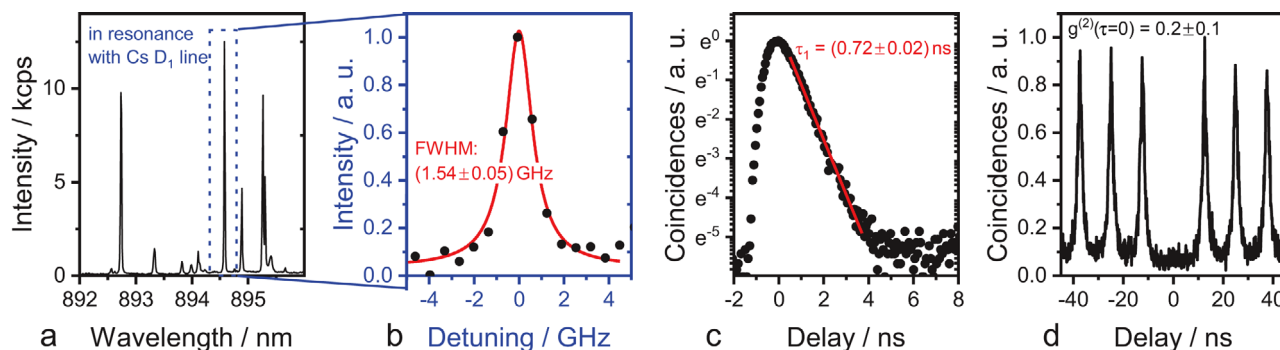 in resonance
with Cs D₁ line
Intensity / kcps
10
5
0
892
893
894
895
a
Wavelength / nm
Intensity / a. u.
1.0
0.8
0.6
0.4
0.2
0.0
FWHM:
(1.54±0.05) GHz
-4
-2
0
2
4
b
Detuning / GHz
Coincidences / a. u.
e⁰
e⁻¹
e⁻²
e⁻³
e⁻⁴
e⁻⁵
τ₁ = (0.72±0.02) ns
-2
0
2
4
6
8
c
Delay / ns
Coincidences / a. u.
1.0
0.8
0.6
0.4
0.2
0.0
g⁽²⁾(τ=0) = 0.2±0.1
-40
-20
0
20
40
d
Delay / ns